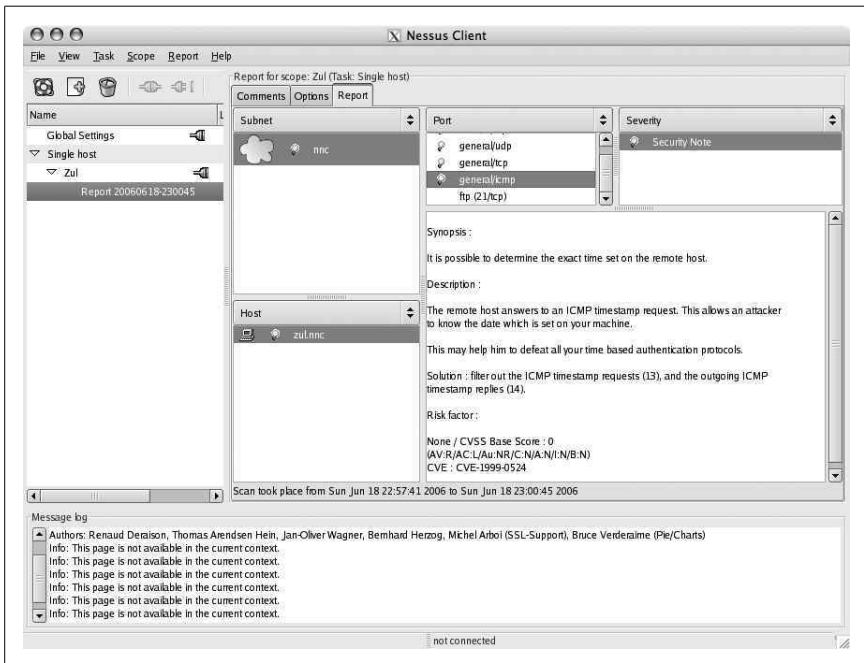 Nessus Client
File View Task Scope Report Help
Report for scope: Zul (Task: Single host)
Comments Options Report
Name
L
Global Settings
Single host
Zul
Report 20060618-230045
Subnet
nnc
Port
general/udp
general/tcp
general/icmp
ftp (21/tcp)
Severity
Security Note
Host
zul.nnc
Synopsis :
It is possible to determine the exact time set on the remote host.
Description :
The remote host answers to an ICMP timestamp request. This allows an attacker
to know the date which is set on your machine.
This may help him to defeat all your time based authentication protocols.
Solution : filter out the ICMP timestamp requests (13), and the outgoing ICMP
timestamp replies (14).
Risk factor :
None / CVSS Base Score : 0
(AV:R/AC:L/Au:NR/C:N/A:N/I:N/B:N)
CVE : CVE-1999-0524
Scan took place from Sun Jun 18 22:57:41 2006 to Sun Jun 18 23:00:45 2006
Message log
Authors: Renaud Deraison, Thomas Arendsen Hein, Jan-Oliver Wagner, Bernhard Herzog, Michel Arboi (SSL-Support), Bruce Verderaime (Pie/Charts)
Info: This page is not available in the current context.
Info: This page is not available in the current context.
Info: This page is not available in the current context.
Info: This page is not available in the current context.
Info: This page is not available in the current context.
Info: This page is not available in the current context.
not connected